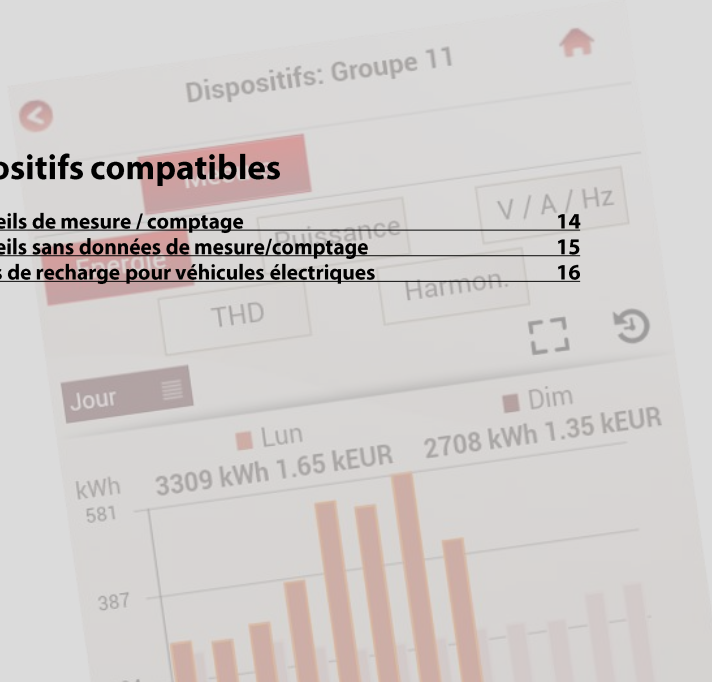 Dispositifs: Groupe 11
ositifs compatibles
eils de mesure / comptage 14
eils sans données de mesure/comptage 15
s de recharge pour véhicules électriques 16
V / A / Hz
Puissance
Energie
Harmon.
THD
Jour
Lun
Dim
3309 kWh 1.65 kEUR
2708 kWh 1.35 kEUR
kWh
581
387